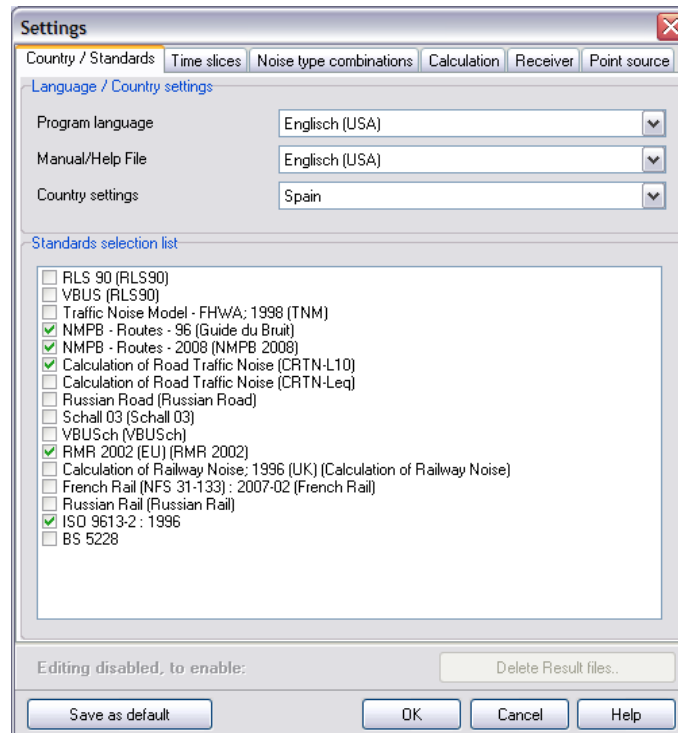 Settings
Country / Standards Time slices Noise type combinations Calculation Receiver Point source
Language / Country settings
Program language Englisch (USA)
Manual/Help File Englisch (USA)
Country settings Spain
Standards selection list
RLS 90 (RLS90)
VBUS (RLS90)
Traffic Noise Model - FHWA; 1998 (TNM)
NMPB - Routes - 96 (Guide du Bruit)
NMPB - Routes - 2008 (NMPB 2008)
Calculation of Road Traffic Noise (CRTN-L10)
Calculation of Road Traffic Noise (CRTN-Leq)
Russian Road (Russian Road)
Schall 03 (Schall 03)
VBUSch (VBUSch)
RMR 2002 (EU) (RMR 2002)
Calculation of Railway Noise; 1996 (UK) (Calculation of Railway Noise)
French Rail (NFS 31-133) : 2007-02 (French Rail)
Russian Rail (Russian Rail)
ISO 9613-2 : 1996
BS 5228
Editing disabled, to enable: Delete Result files..
Save as default OK Cancel Help